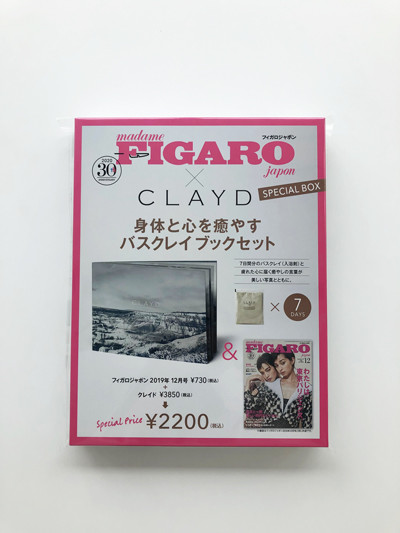 madame
FIGARO
japon
フィガロジャポン
2020
30
×
CLAYD
SPECIAL BOX
身体と心を癒やす
バスクレイブックセット
7日間分のバスクレイ(入浴剤)と
疲れた心に届く癒やしの言葉が
美しい写真とともに。
×
7
DAYS
&
FIGARO
12
わたしは、
フィガロジャポン 2019年 12月号 ¥730(税込)
+
クレイド ¥3850(税込)
Special Price
¥2200(税込)